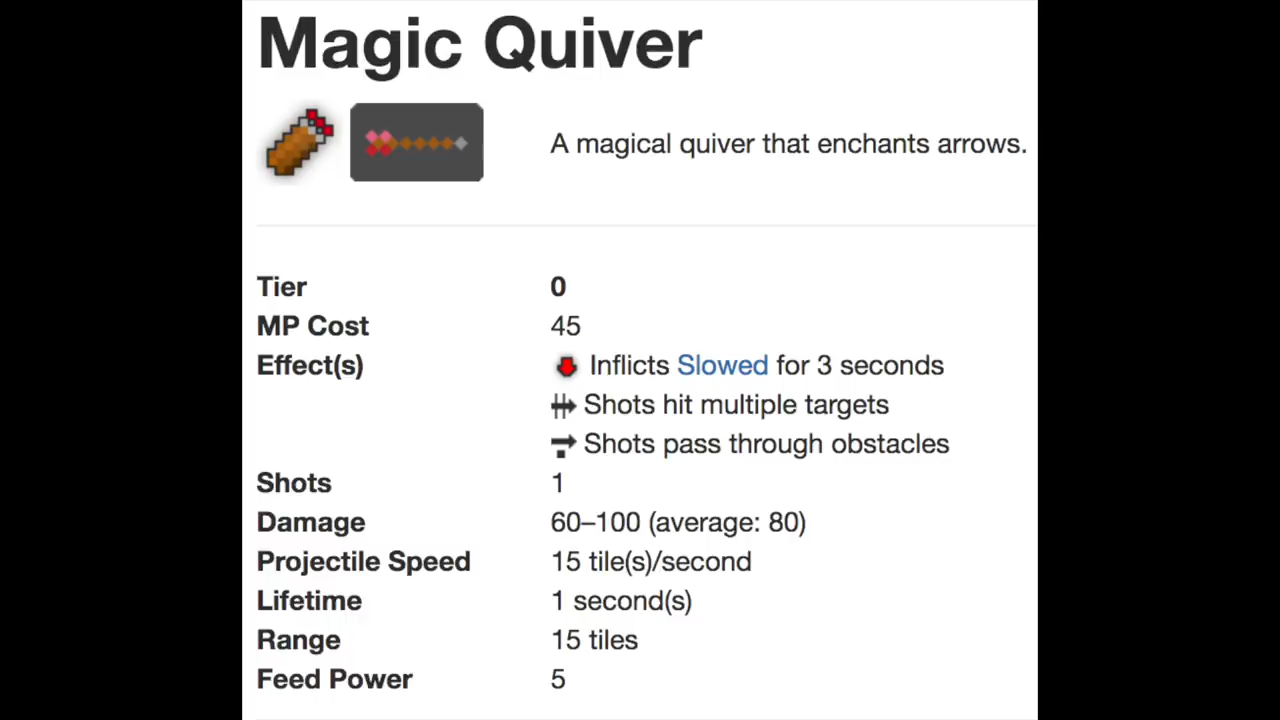 Magic Quiver
A magical quiver that enchants arrows.
Tier 0
MP Cost 45
Effect(s) Inflicts Slowed for 3 seconds
Shots hit multiple targets
Shots pass through obstacles
Shots 1
Damage 60–100 (average: 80)
Projectile Speed 15 tile(s)/second
Lifetime 1 second(s)
Range 15 tiles
Feed Power 5